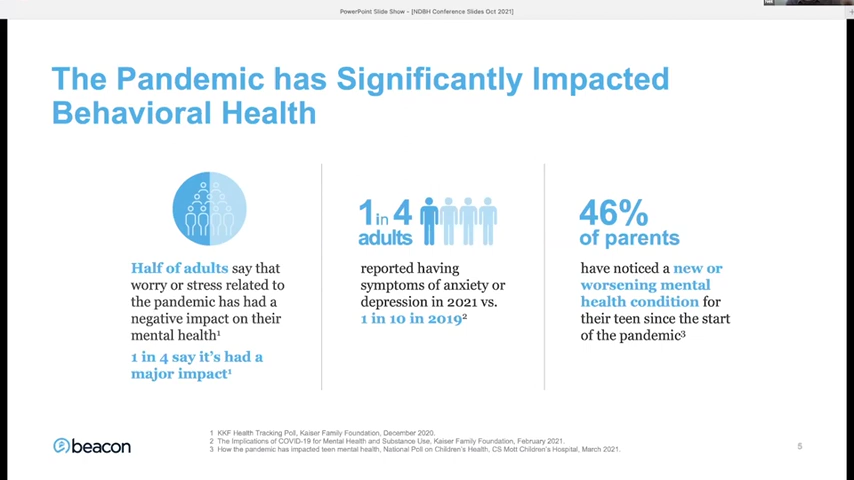 PowerPoint Slide Show - [NDBH Conference Slides Oct 2021]
The Pandemic has Significantly Impacted
Behavioral Health
Half of adults say that
worry or stress related to
the pandemic has had a
negative impact on their
mental health¹
1 in 4 say it's had a
major impact¹
1 in 4
adults
reported having
symptoms of anxiety or
depression in 2021 vs.
1 in 10 in 2019²
46%
of parents
have noticed a new or
worsening mental
health condition for
their teen since the start
of the pandemic³
beacon
1 KKF Health Tracking Poll, Kaiser Family Foundation, December 2020.
2 The Implications of COVID-19 for Mental Health and Substance Use, Kaiser Family Foundation, February 2021.
3 How the pandemic has impacted teen mental health, National Poll on Children's Health, CS Mott Children's Hospital, March 2021.
5